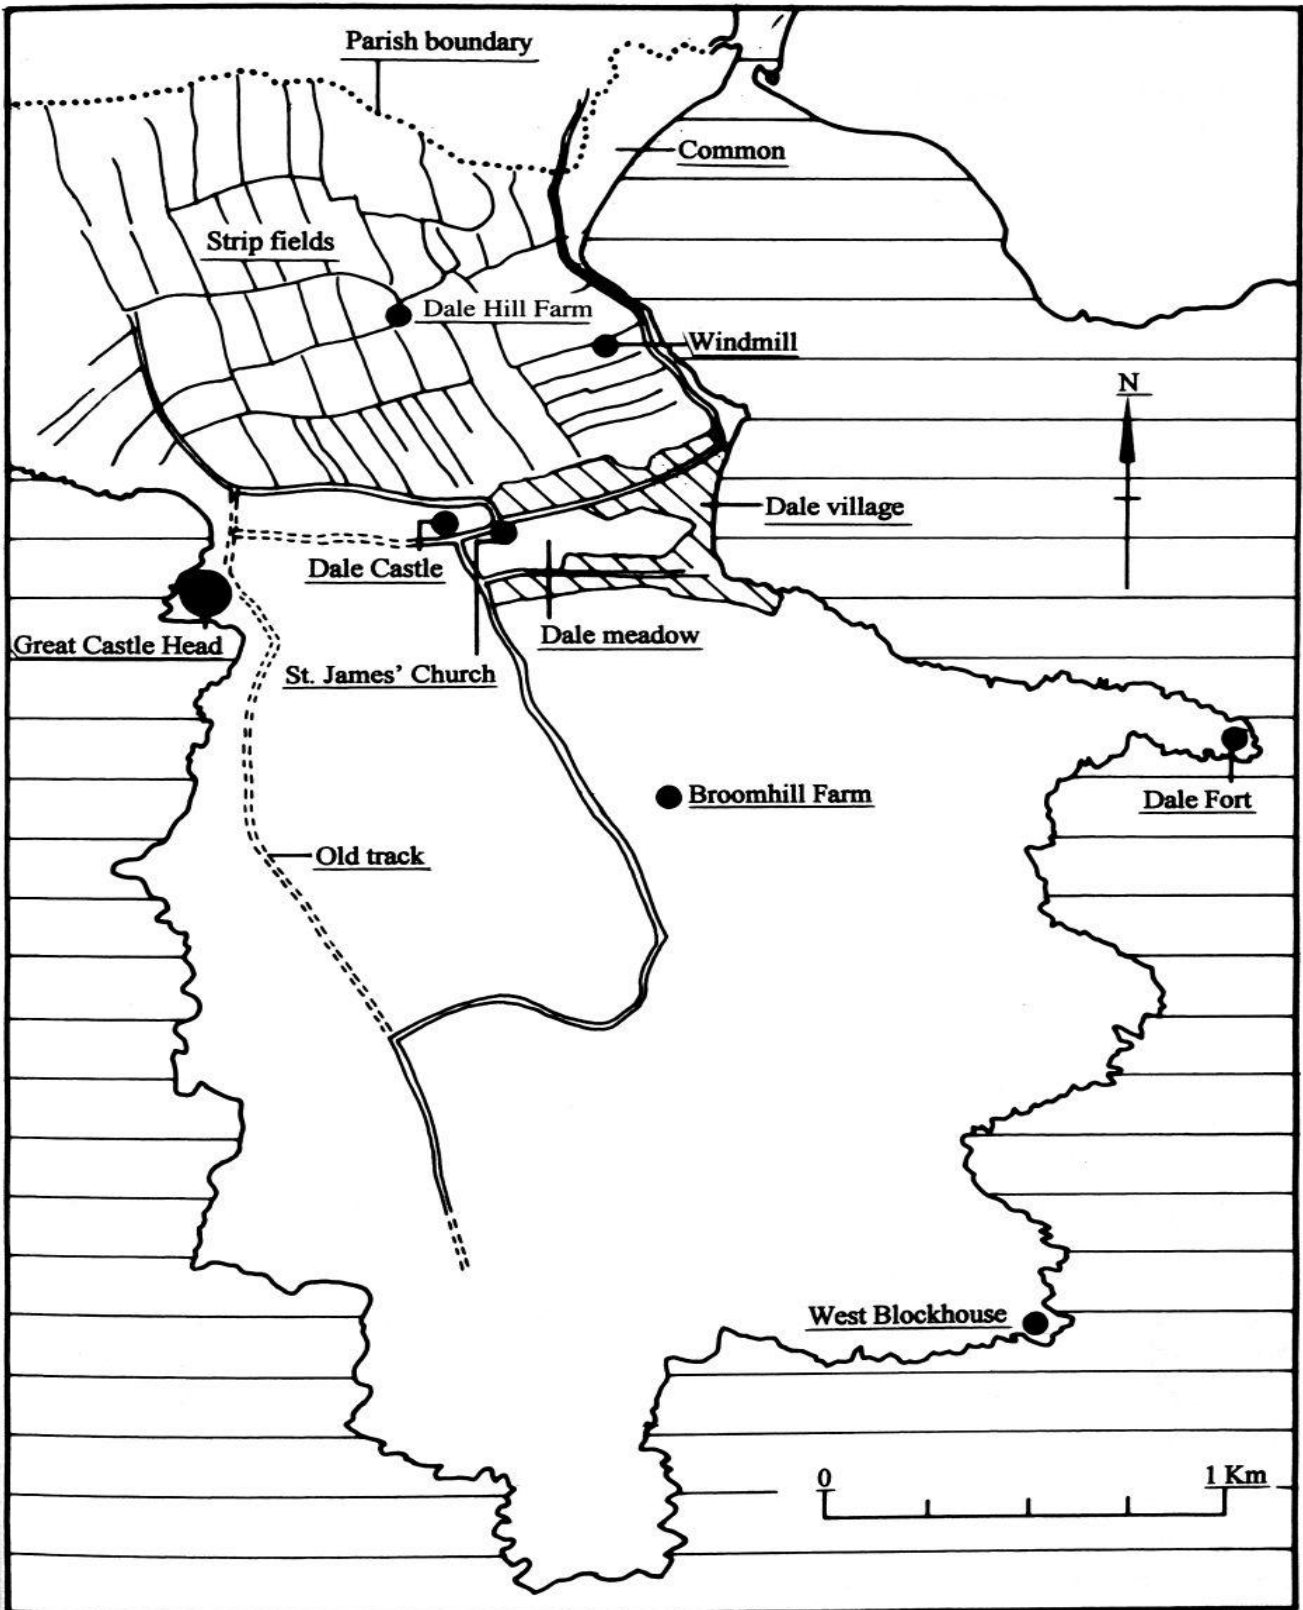 Parish boundary
Common
Strip fields
Dale Hill Farm
Windmill
N
Dale village
Dale Castle
Dale meadow
Great Castle Head
St. James’ Church
Broomhill Farm
Dale Fort
Old track
West Blockhouse
0
1 Km